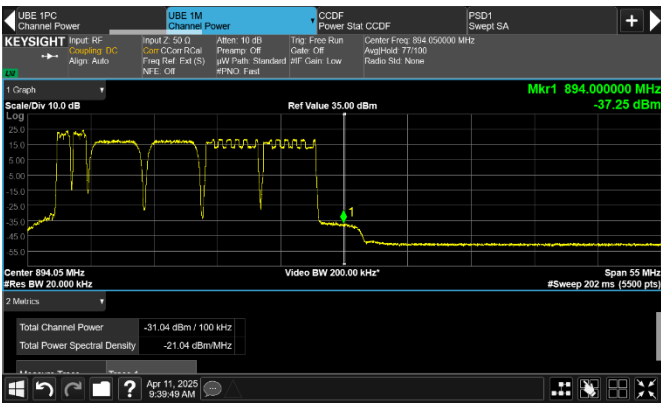 UBE 1PC
Channel Power
UBE 1M
Channel Power
CCDF
Power Stat CCDF
PSD1
Swept SA
KEYSIGHT
Input: RF
Coupling: DC
Align: Auto
Input Z: 50 Ω
Corr CCorr RCal
Freq Ref: Ext (S)
NFE: Off
Atten: 10 dB
Preamp: Off
µW Path: Standard
#PNO: Fast
Trig: Free Run
Gate: Off
#IF Gain: Low
Center Freq: 894.050000 MHz
Avg|Hold: 77/100
Radio Std: None
1 Graph
Mkr1 894.000000 MHz
-37.25 dBm
Scale/Div 10.0 dB
Ref Value 35.00 dBm
Log
25.0
15.0
5.00
-5.00
-15.0
-25.0
-35.0
-45.0
-55.0
1
Center 894.05 MHz
#Res BW 20.000 kHz
Video BW 200.00 kHz*
Span 55 MHz
#Sweep 202 ms (5500 pts)
2 Metrics
Total Channel Power -31.04 dBm / 100 kHz
Total Power Spectral Density -21.04 dBm/MHz
Apr 11, 2025
9:39:49 AM